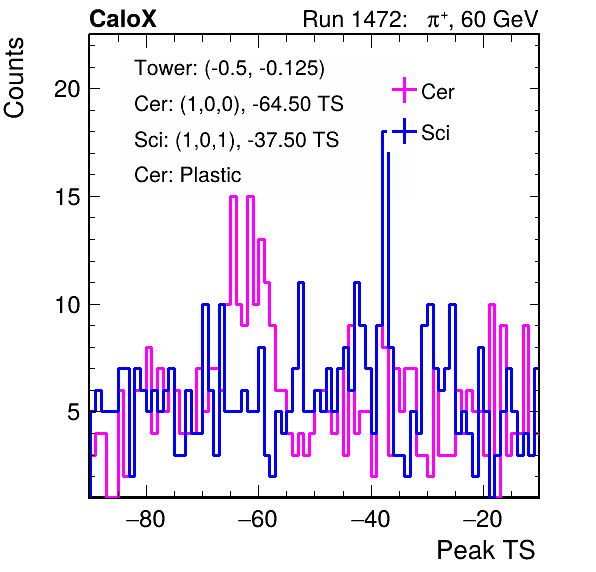 CaloX Run 1472: π⁺, 60 GeV
Counts
Tower: (-0.5, -0.125)
Cer: (1,0,0), -64.50 TS
Sci: (1,0,1), -37.50 TS
Cer: Plastic
Cer
Sci
20
15
10
5
−80 −60 −40 −20
Peak TS